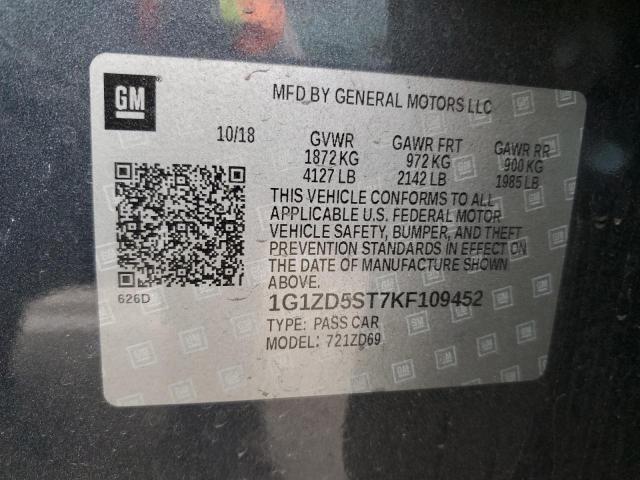 GM
MFD BY GENERAL MOTORS LLC
10/18 GVWR GAWR FRT GAWR RR
1872 KG 972 KG 900 KG
4127 LB 2142 LB 1985 LB
THIS VEHICLE CONFORMS TO ALL
APPLICABLE U.S. FEDERAL MOTOR
VEHICLE SAFETY, BUMPER, AND THEFT
PREVENTION STANDARDS IN EFFECT ON
THE DATE OF MANUFACTURE SHOWN
ABOVE.
626D
1G1ZD5ST7KF109452
TYPE: PASS CAR
MODEL: 721ZD69